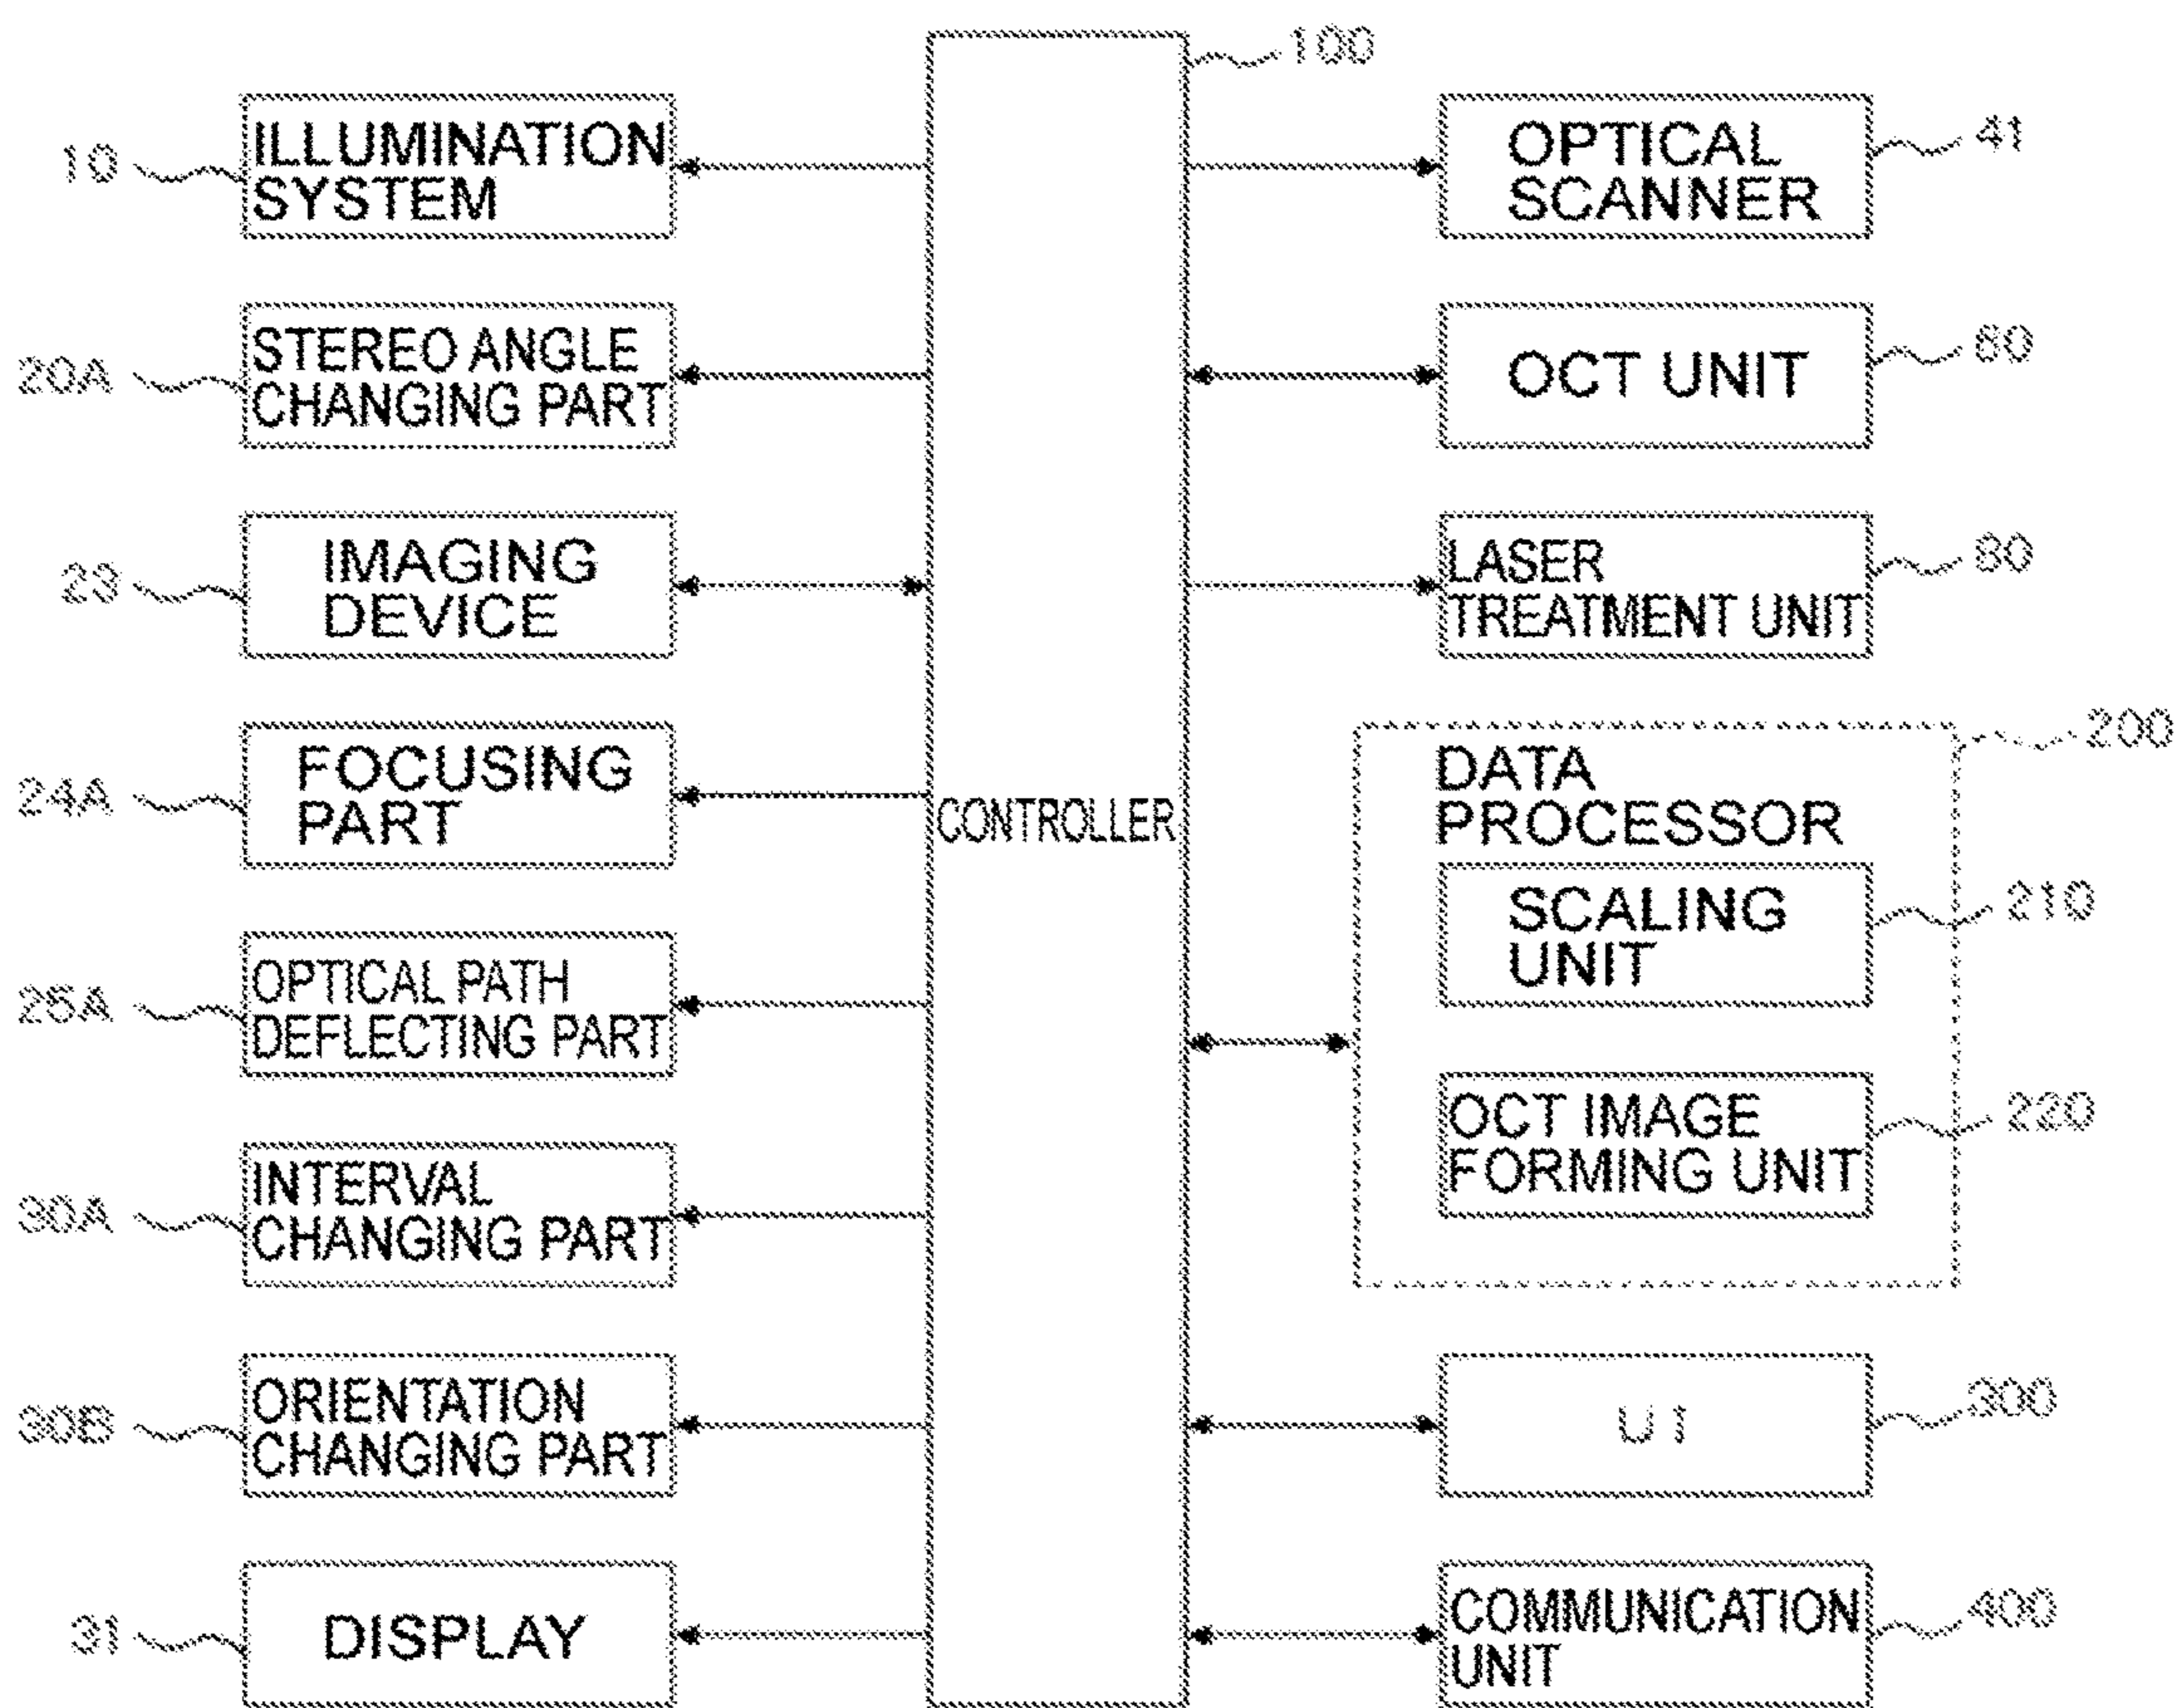 100
10
ILLUMINATION
SYSTEM
20A
STEREO ANGLE
CHANGING PART
23
IMAGING
DEVICE
24A
FOCUSING
PART
25A
OPTICAL PATH
DEFLECTING PART
30A
INTERVAL
CHANGING PART
30B
ORIENTATION
CHANGING PART
31
DISPLAY
CONTROLLER
OPTICAL
SCANNER
41
OCT UNIT
60
LASER
TREATMENT UNIT
80
DATA
PROCESSOR
200
SCALING
UNIT
210
OCT IMAGE
FORMING UNIT
220
UI
300
COMMUNICATION
UNIT
400